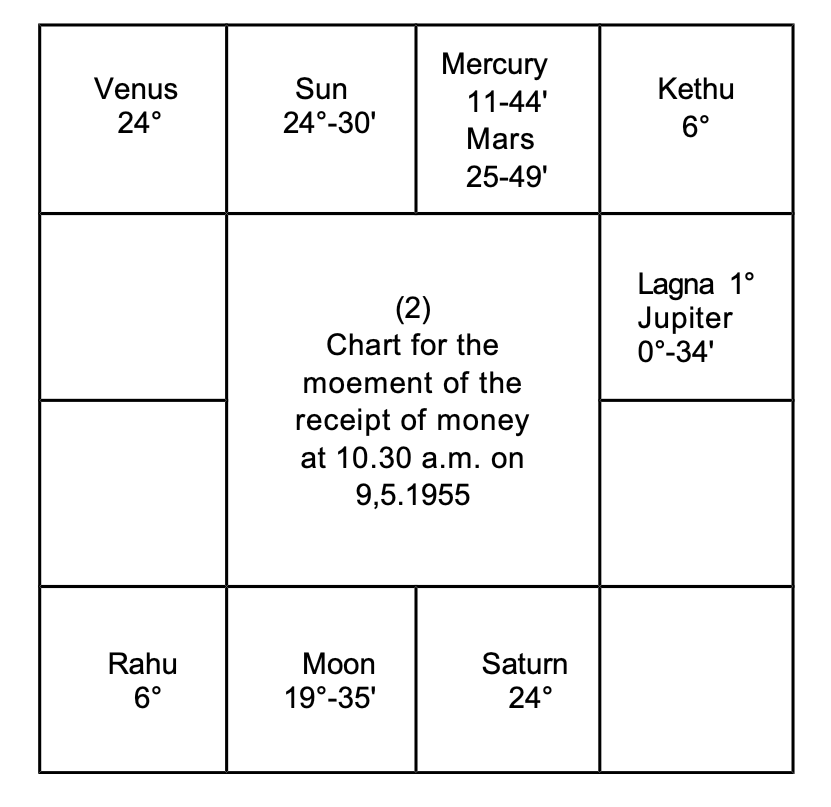 Venus
24°
Sun
24°-30'
Mercury
11-44'
Mars
25-49'
Kethu
6°
Lagna 1°
Jupiter
0°-34'
(2)
Chart for the
moement of the
receipt of money
at 10.30 a.m. on
9,5.1955
Rahu
6°
Moon
19°-35'
Saturn
24°